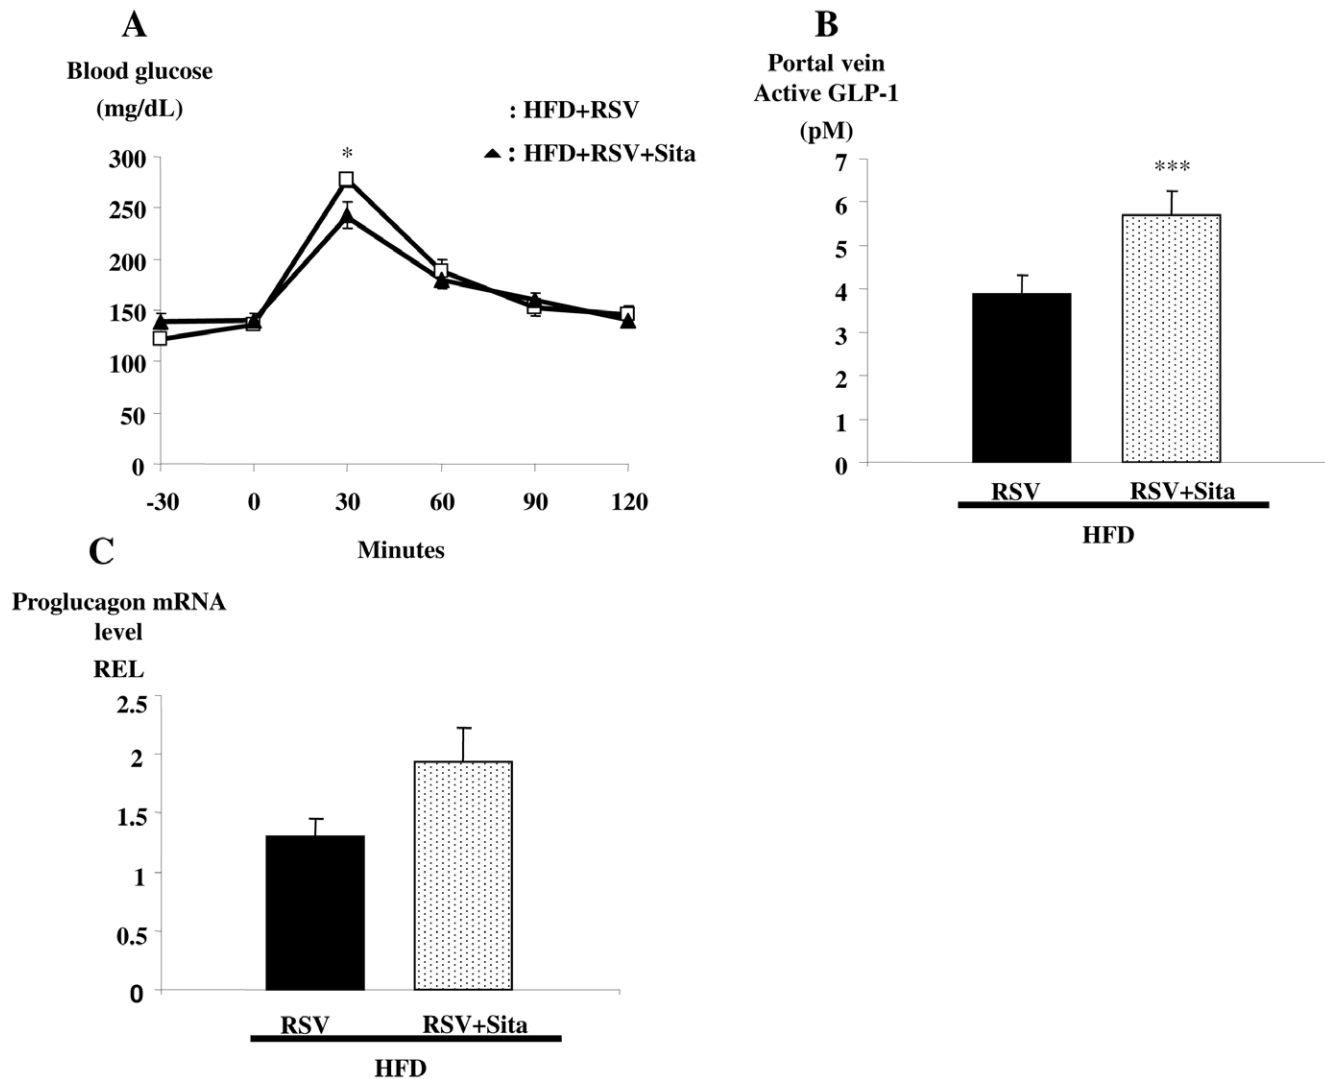 A
Blood glucose
(mg/dL)
: HFD+RSV
: HFD+RSV+Sita
300
250
200
150
100
50
0
*
-30 0 30 60 90 120
Minutes
B
Portal vein
Active GLP-1
(pM)
7
6
5
4
3
2
1
0
***
RSV RSV+Sita
HFD
C
Proglucagon mRNA
level
REL
2.5
2
1.5
1
0.5
0
RSV RSV+Sita
HFD